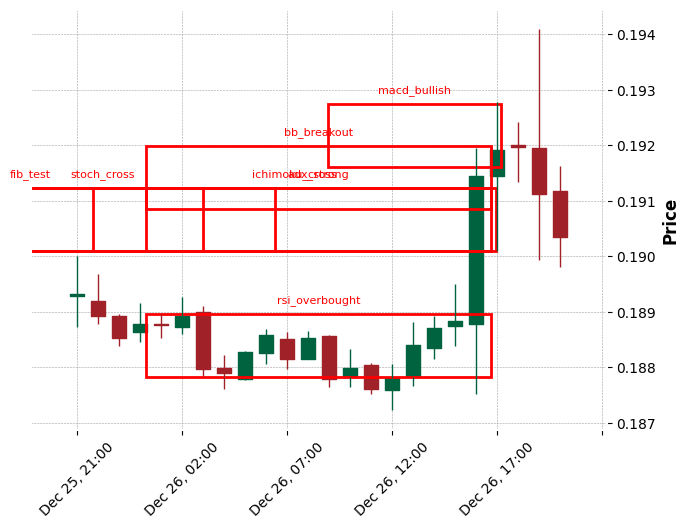 macd_bullish
bb_breakout
fib_test
stoch_cross
rsi_overbought
0.194
0.193
0.192
0.191
0.190
0.189
0.188
0.187
Price
Dec 25, 21:00
Dec 26, 02:00
Dec 26, 07:00
Dec 26, 12:00
Dec 26, 17:00